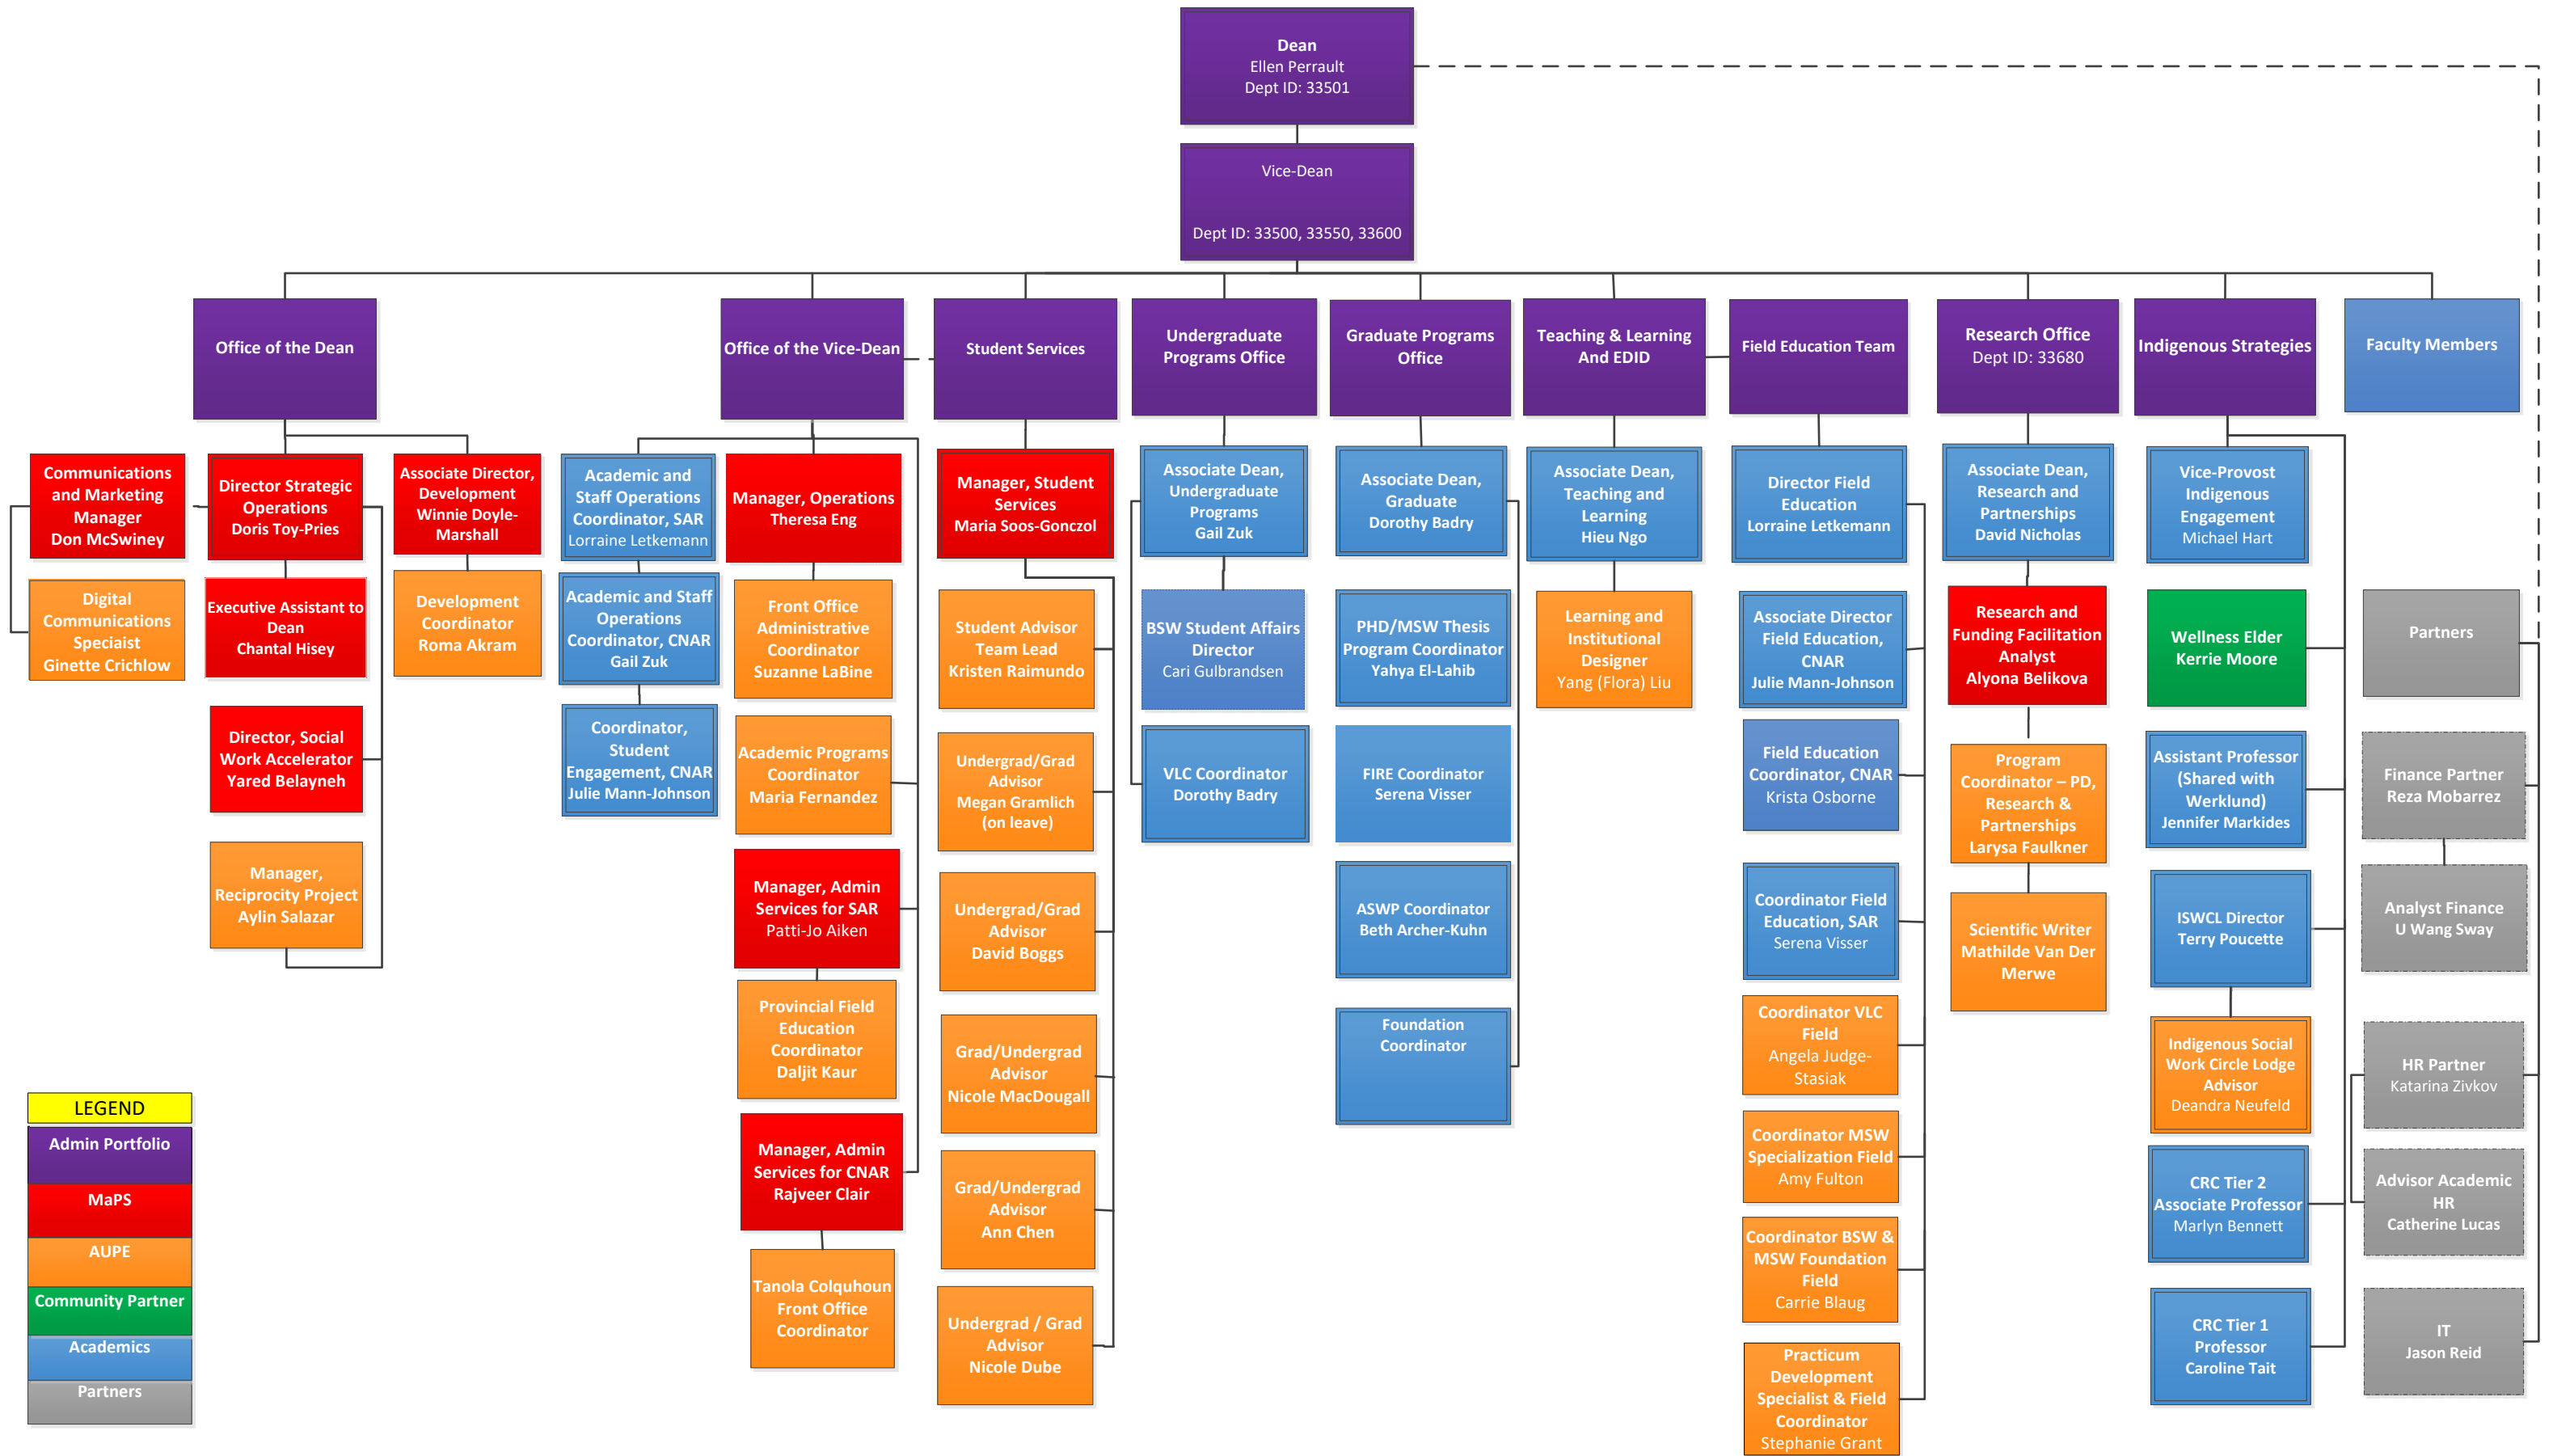 Dean
Ellen Perrault
Dept ID: 33501
Vice-Dean
Dept ID: 33500, 33550, 33600
Office of the Dean
Office of the Vice-Dean
Student Services
Undergraduate
Programs Office
Graduate Programs
Office
Teaching & Learning
And EDID
Field Education Team
Research Office
Dept ID: 33680
Indigenous Strategies
Faculty Members
Communications
and Marketing
Manager
Don McSwiney
Digital
Communications
Speciaist
Ginette Crichlow
Director Strategic
Operations
Doris Toy-Pries
Executive Assistant to
Dean
Chantal Hisey
Director, Social
Work Accelerator
Yared Belayneh
Manager,
Reciprocity Project
Aylin Salazar
Associate Director,
Development
Winnie Doyle-
Marshall
Development
Coordinator
Roma Akram
Academic and
Staff Operations
Coordinator, SAR
Lorraine Letkemann
Academic and Staff
Operations
Coordinator, CNAR
Gail Zuk
Coordinator,
Student
Engagement, CNAR
Julie Mann-Johnson
Manager, Operations
Theresa Eng
Front Office
Administrative
Coordinator
Suzanne LaBine
Academic Programs
Coordinator
Maria Fernandez
Manager, Admin
Services for SAR
Patti-Jo Aiken
Provincial Field
Education
Coordinator
Daljit Kaur
Manager, Admin
Services for CNAR
Rajveer Clair
Tanola Colquhoun
Front Office
Coordinator
Manager, Student
Services
Maria Soos-Gonczol
Student Advisor
Team Lead
Kristen Raimundo
Undergrad/Grad
Advisor
Megan Gramlich
(on leave)
Undergrad/Grad
Advisor
David Boggs
Grad/Undergrad
Advisor
Nicole MacDougall
Grad/Undergrad
Advisor
Ann Chen
Undergrad / Grad
Advisor
Nicole Dube
Associate Dean,
Undergraduate
Programs
Gail Zuk
BSW Student Affairs
Director
Cari Gulbrandsen
VLC Coordinator
Dorothy Badry
Associate Dean,
Graduate
Dorothy Badry
PHD/MSW Thesis
Program Coordinator
Yahya El-Lahib
FIRE Coordinator
Serena Visser
ASWP Coordinator
Beth Archer-Kuhn
Foundation
Coordinator
Associate Dean,
Teaching and
Learning
Hieu Ngo
Learning and
Institutional
Designer
Yang (Flora) Liu
Director Field
Education
Lorraine Letkemann
Associate Director
Field Education,
CNAR
Julie Mann-Johnson
Field Education
Coordinator, CNAR
Krista Osborne
Coordinator Field
Education, SAR
Serena Visser
Coordinator VLC
Field
Angela Judge-
Stasiak
Coordinator MSW
Specialization Field
Amy Fulton
Coordinator BSW &
MSW Foundation
Field
Carrie Blaug
Practicum
Development
Specialist & Field
Coordinator
Stephanie Grant
Associate Dean,
Research and
Partnerships
David Nicholas
Research and
Funding Facilitation
Analyst
Alyona Belikova
Program
Coordinator – PD,
Research &
Partnerships
Larysa Faulkner
Scientific Writer
Mathilde Van Der
Merwe
Vice-Provost
Indigenous
Engagement
Michael Hart
Wellness Elder
Kerrie Moore
Assistant Professor
(Shared with
Werklund)
Jennifer Markides
ISWCL Director
Terry Poucette
Indigenous Social
Work Circle Lodge
Advisor
Deandra Neufeld
CRC Tier 2
Associate Professor
Marlyn Bennett
CRC Tier 1
Professor
Caroline Tait
Partners
Finance Partner
Reza Mobarrez
Analyst Finance
U Wang Sway
HR Partner
Katarina Zivkov
Advisor Academic
HR
Catherine Lucas
IT
Jason Reid
LEGEND
Admin Portfolio
MaPS
AUPE
Community Partner
Academics
Partners